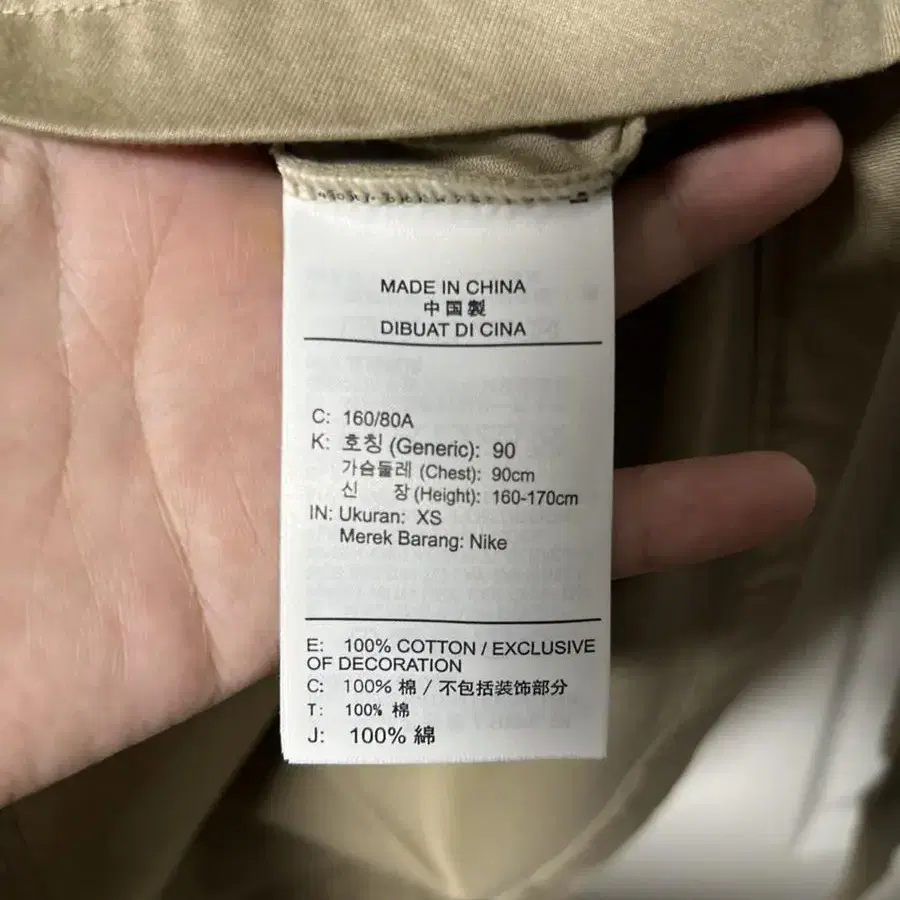 MADE IN CHINA
中国製
DIBUAT DI CINA
C: 160/80A
K: 호칭 (Generic): 90
가슴둘레 (Chest): 90cm
신 장 (Height): 160-170cm
IN: Ukuran: XS
Merek Barang: Nike
E: 100% COTTON / EXCLUSIVE
OF DECORATION
C: 100% 棉 / 不包括装饰部分
T: 100% 棉
J: 100% 綿